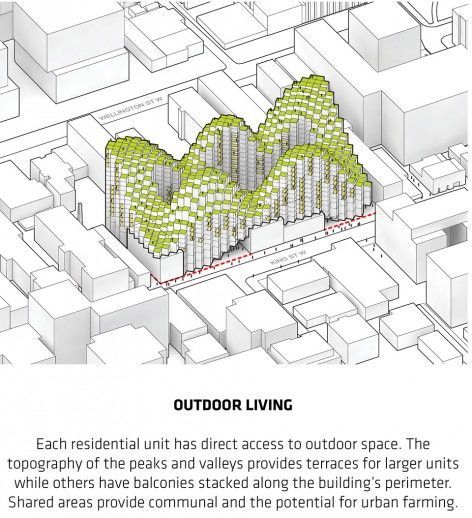 WELLINGTON ST W
KING ST W
OUTDOOR LIVING
Each residential unit has direct access to outdoor space. The
topography of the peaks and valleys provides terraces for larger units
while others have balconies stacked along the building's perimeter.
Shared areas provide communal and the potential for urban farming.